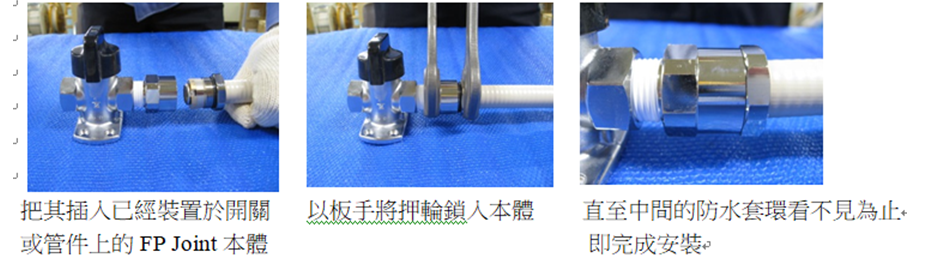 把其插入已經裝置於開關
或管件上的 FP Joint 本體
以板手將押輪鎖入本體
直至中間的防水套環看不見為止
即完成安裝